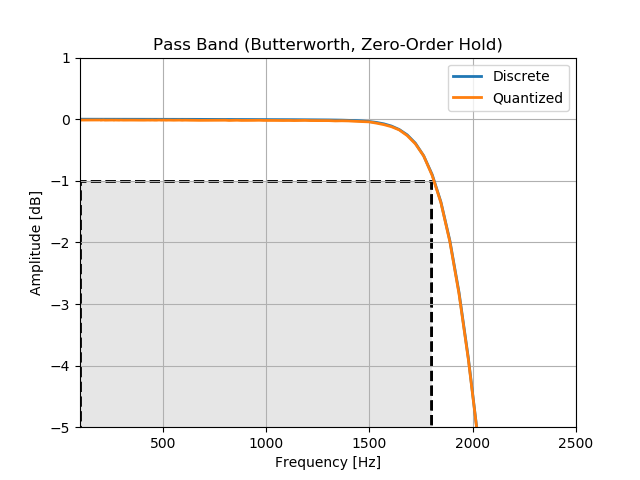 Pass Band (Butterworth, Zero-Order Hold)
1
Discrete
Quantized
0
−1
−2
−3
−4
−5
Amplitude [dB]
500
1000
1500
2000
2500
Frequency [Hz]